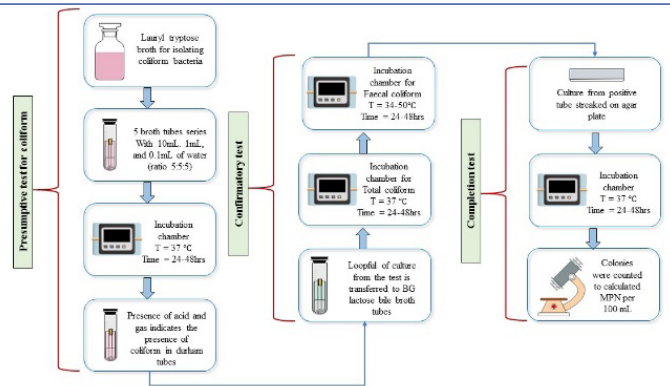 Presumptive test for coliform
Lauryl tryptose
broth for isolating
coliform bacteria
5 broth tubes series
With 10mL. 1mL,
and 0.1mL of water
(ratio 5:5:5)
Incubation
chamber
T = 37 °C
Time = 24-48hrs
Presence of acid and
gas indicates the
presence of
coliform in durham
tubes
Confirmatory test
Incubation
chamber for
Faecal coliform
T = 34-50°C
Time = 24-48hrs
Incubation
chamber for
Total coliform
T = 37 °C
Time = 24-48hrs
Loopful of culture
from the test is
transferred to BG
lactose bile broth
tubes
Completion test
Culture from positive
tube streaked on agar
plate
Incubation
chamber
T = 37 °C
Time = 24-48hrs
Colonies
were counted
to calculated
MPN per
100 mL